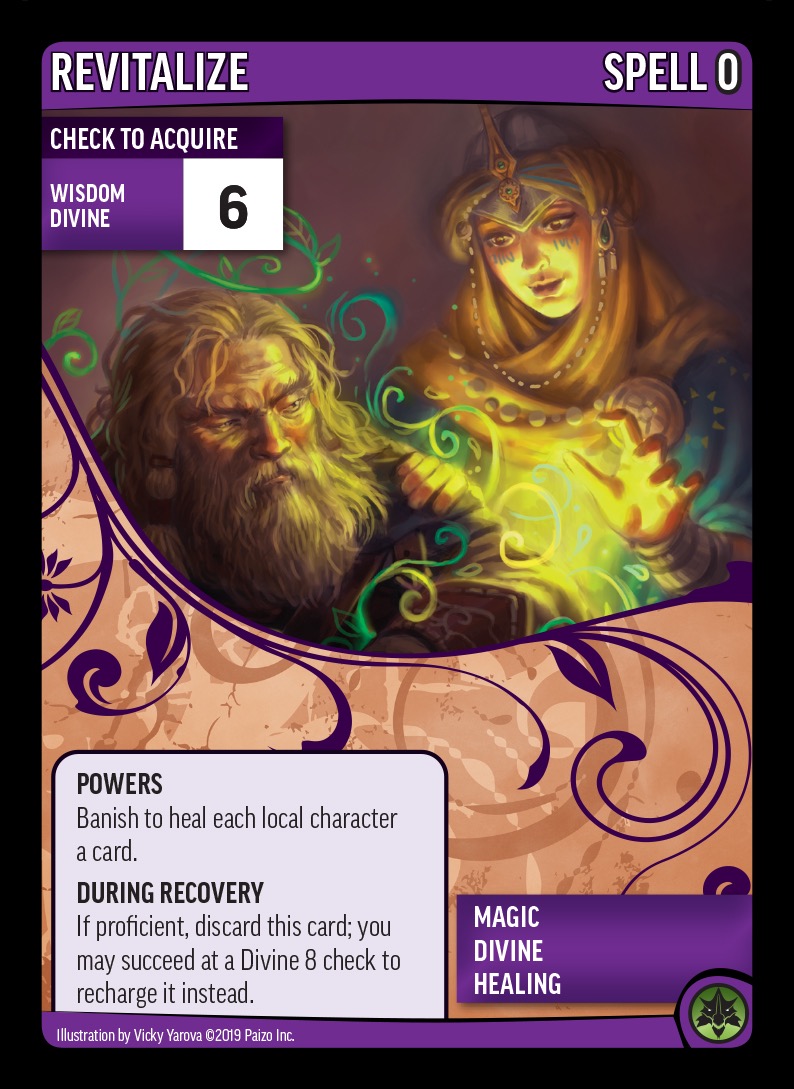 REVITALIZE
SPELL 0
CHECK TO ACQUIRE
WISDOM
DIVINE
6
POWERS
Banish to heal each local character
a card.
DURING RECOVERY
If proficient, discard this card; you
may succeed at a Divine 8 check to
recharge it instead.
MAGIC
DIVINE
HEALING
Illustration by Vicky Yarova ©2019 Paizo Inc.